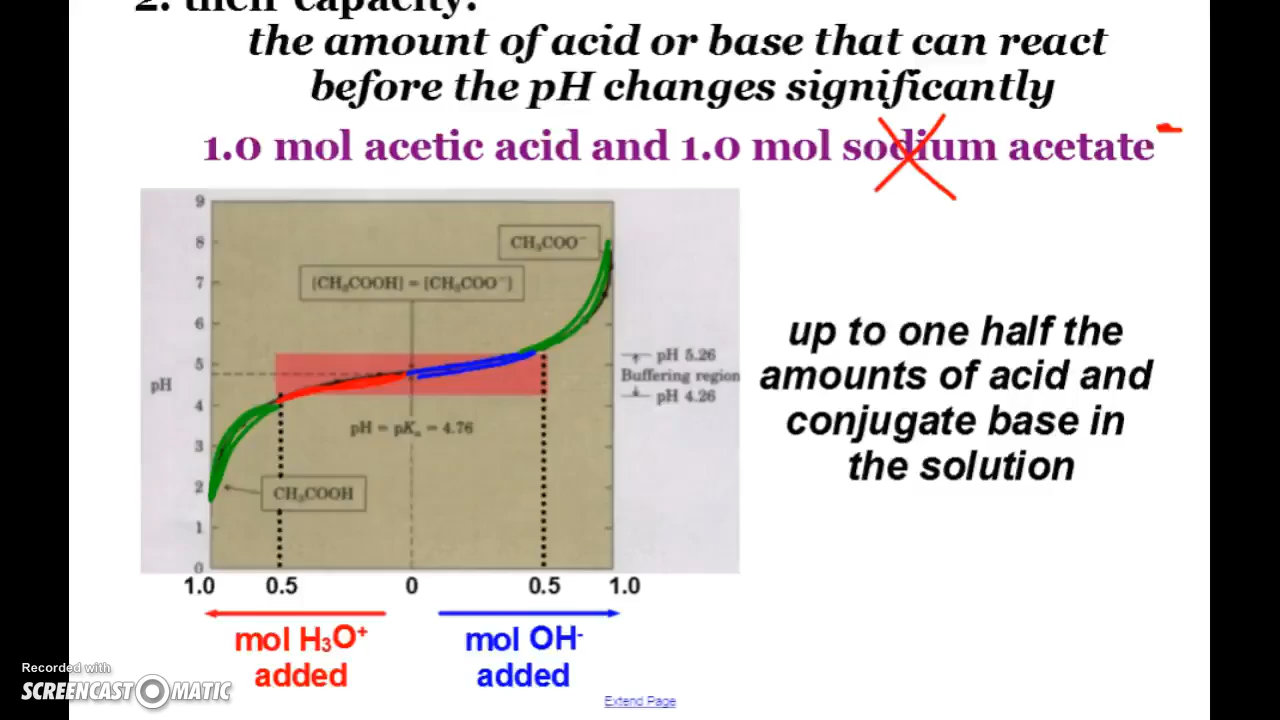 2. their capacity:
the amount of acid or base that can react
before the pH changes significantly
1.0 mol acetic acid and 1.0 mol sodium acetate⁻
9
8
7
6
5
4
3
2
1
0
pH
CH₃COO⁻
[CH₃COOH] = [CH₃COO⁻]
pH 5.26
Buffering region
pH 4.26
pH = pKₐ = 4.76
CH₃COOH
1.0 0.5 0 0.5 1.0
mol H₃O⁺
added
mol OH⁻
added
up to one half the
amounts of acid and
conjugate base in
the solution
Extend Page
Recorded with
SCREENCAST-O-MATIC